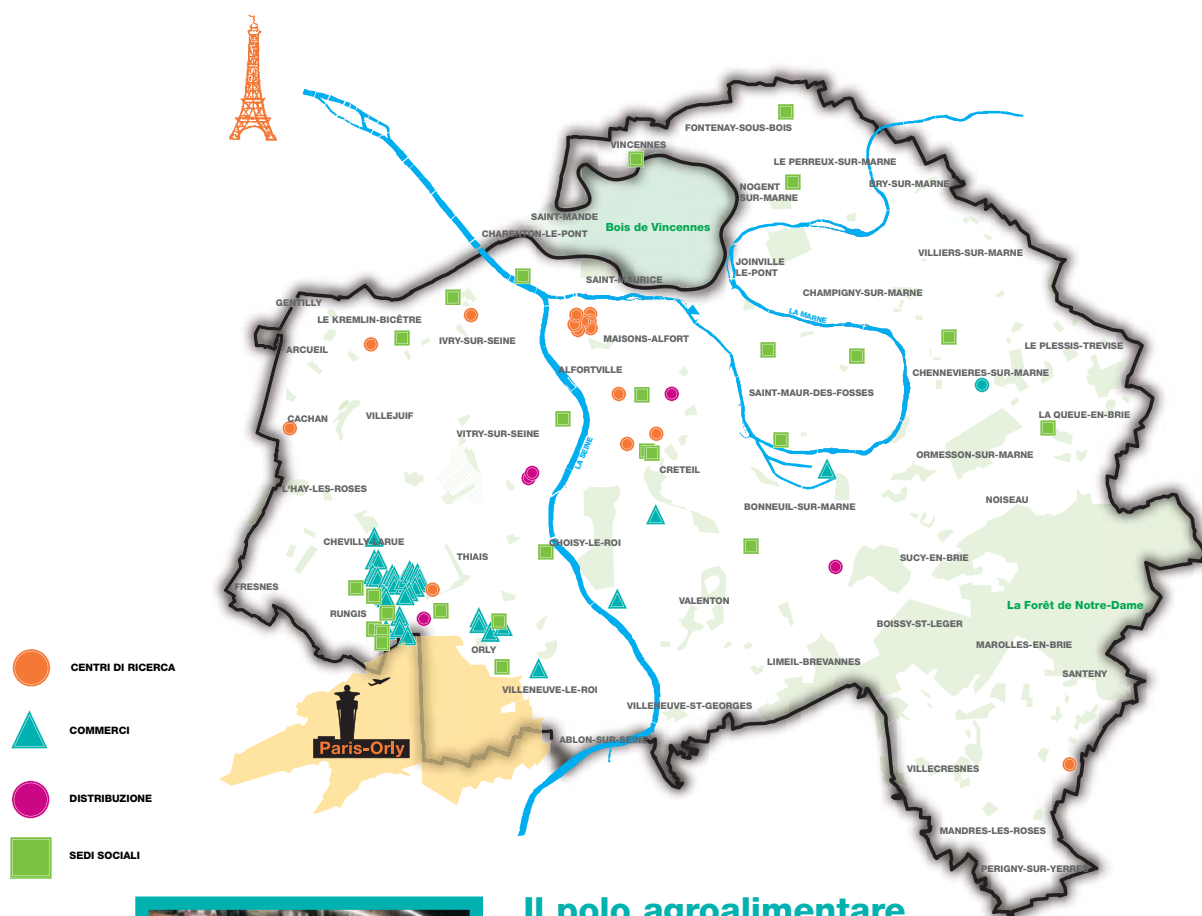 FONTENAY-SOUS-BOIS
VINCENNES
LE PERREUX-SUR-MARNE
BRY-SUR-MARNE
NOGENT
SUR-MARNE
SAINT-MANDE
Bois de Vincennes
CHARENTON-LE-PONT
VILLIERS-SUR-MARNE
JOINVILLE
LE-PONT
SAINT-MAURICE
CHAMPIGNY-SUR-MARNE
GENTILLY
LA MARNE
LE KREMLIN-BICÊTRE
IVRY-SUR-SEINE
MAISONS-ALFORT
LE PLESSIS-TREVISE
ARCUEIL
ALFORTVILLE
CHENNEVIERES-SUR-MARNE
SAINT-MAUR-DES-FOSSES
CACHAN
VILLEJUIF
LA QUEUE-EN-BRIE
VITRY-SUR-SEINE
LA SEINE
ORMESSON-SUR-MARNE
CRETEIL
L'HAY-LES-ROSES
NOISEAU
BONNEUIL-SUR-MARNE
CHEVILLY-LARUE
CHOISY-LE-ROI
THIAIS
SUCY-EN-BRIE
FRESNES
VALENTON
La Forêt de Notre-Dame
RUNGIS
BOISSY-ST-LEGER
MAROLLES-EN-BRIE
ORLY
LIMEIL-BREVANNES
SANTENY
VILLENEUVE-LE-ROI
VILLENEUVE-ST-GEORGES
ABLON-SUR-SEINE
Paris-Orly
VILLECRESNES
MANDRES-LES-ROSES
PERIGNY-SUR-YERRES
CENTRI DI RICERCA
COMMERCI
DISTRIBUZIONE
SEDI SOCIALI
Il polo agroalimentare